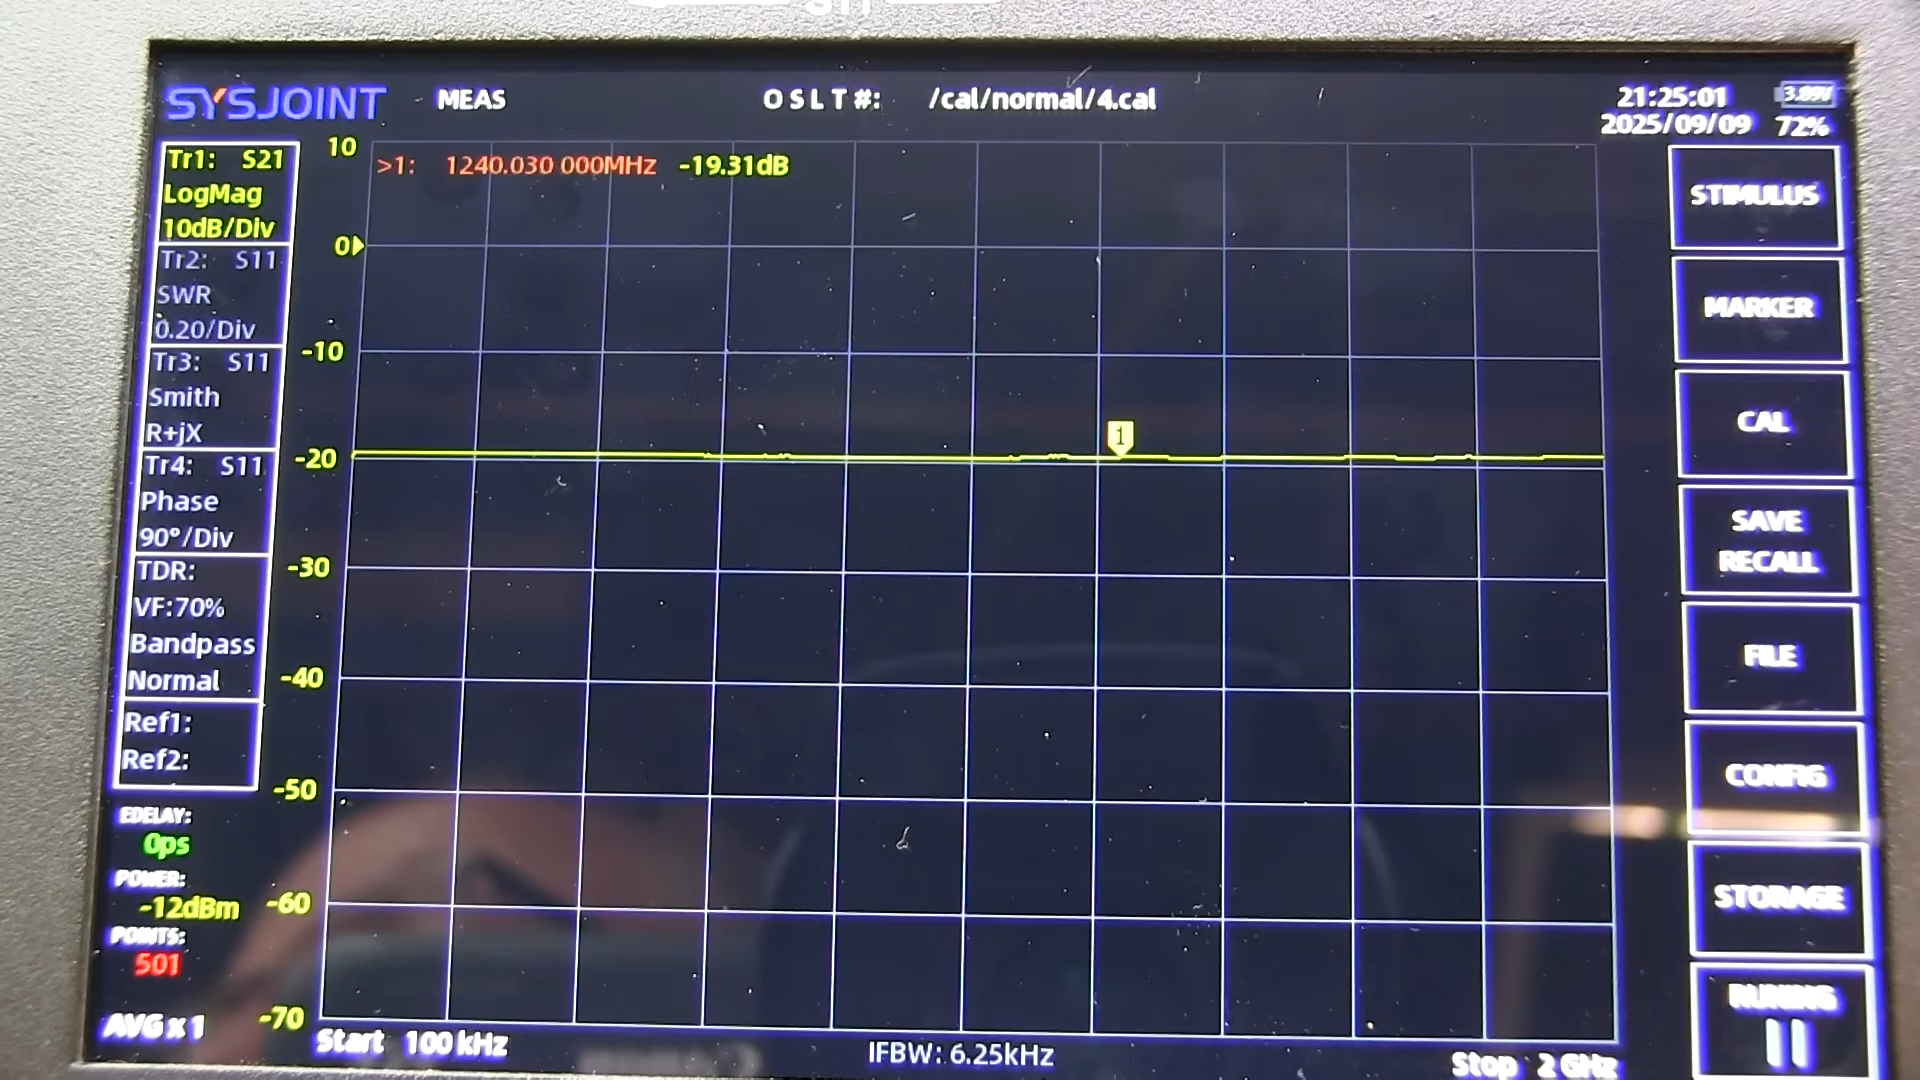 SYSJOINT MEAS O S L T #: /cal/normal/4.cal 21:25:01 3.89V
2025/09/09 72%
Tr1: S21
LogMag
10dB/Div
Tr2: S11
SWR
0.20/Div
Tr3: S11
Smith
R+jX
Tr4: S11
Phase
90°/Div
TDR:
VF:70%
Bandpass
Normal
Ref1:
Ref2:
EDELAY:
0ps
POWER:
-12dBm
POINTS:
501
AVG x 1
>1: 1240.030 000MHz -19.31dB
10
0
-10
-20
-30
-40
-50
-60
-70
1
Start 100 kHz IFBW: 6.25kHz Stop 2 GHz
STIMULUS
MARKER
CAL
SAVE
RECALL
FILE
CONFIG
STORAGE
RUNING